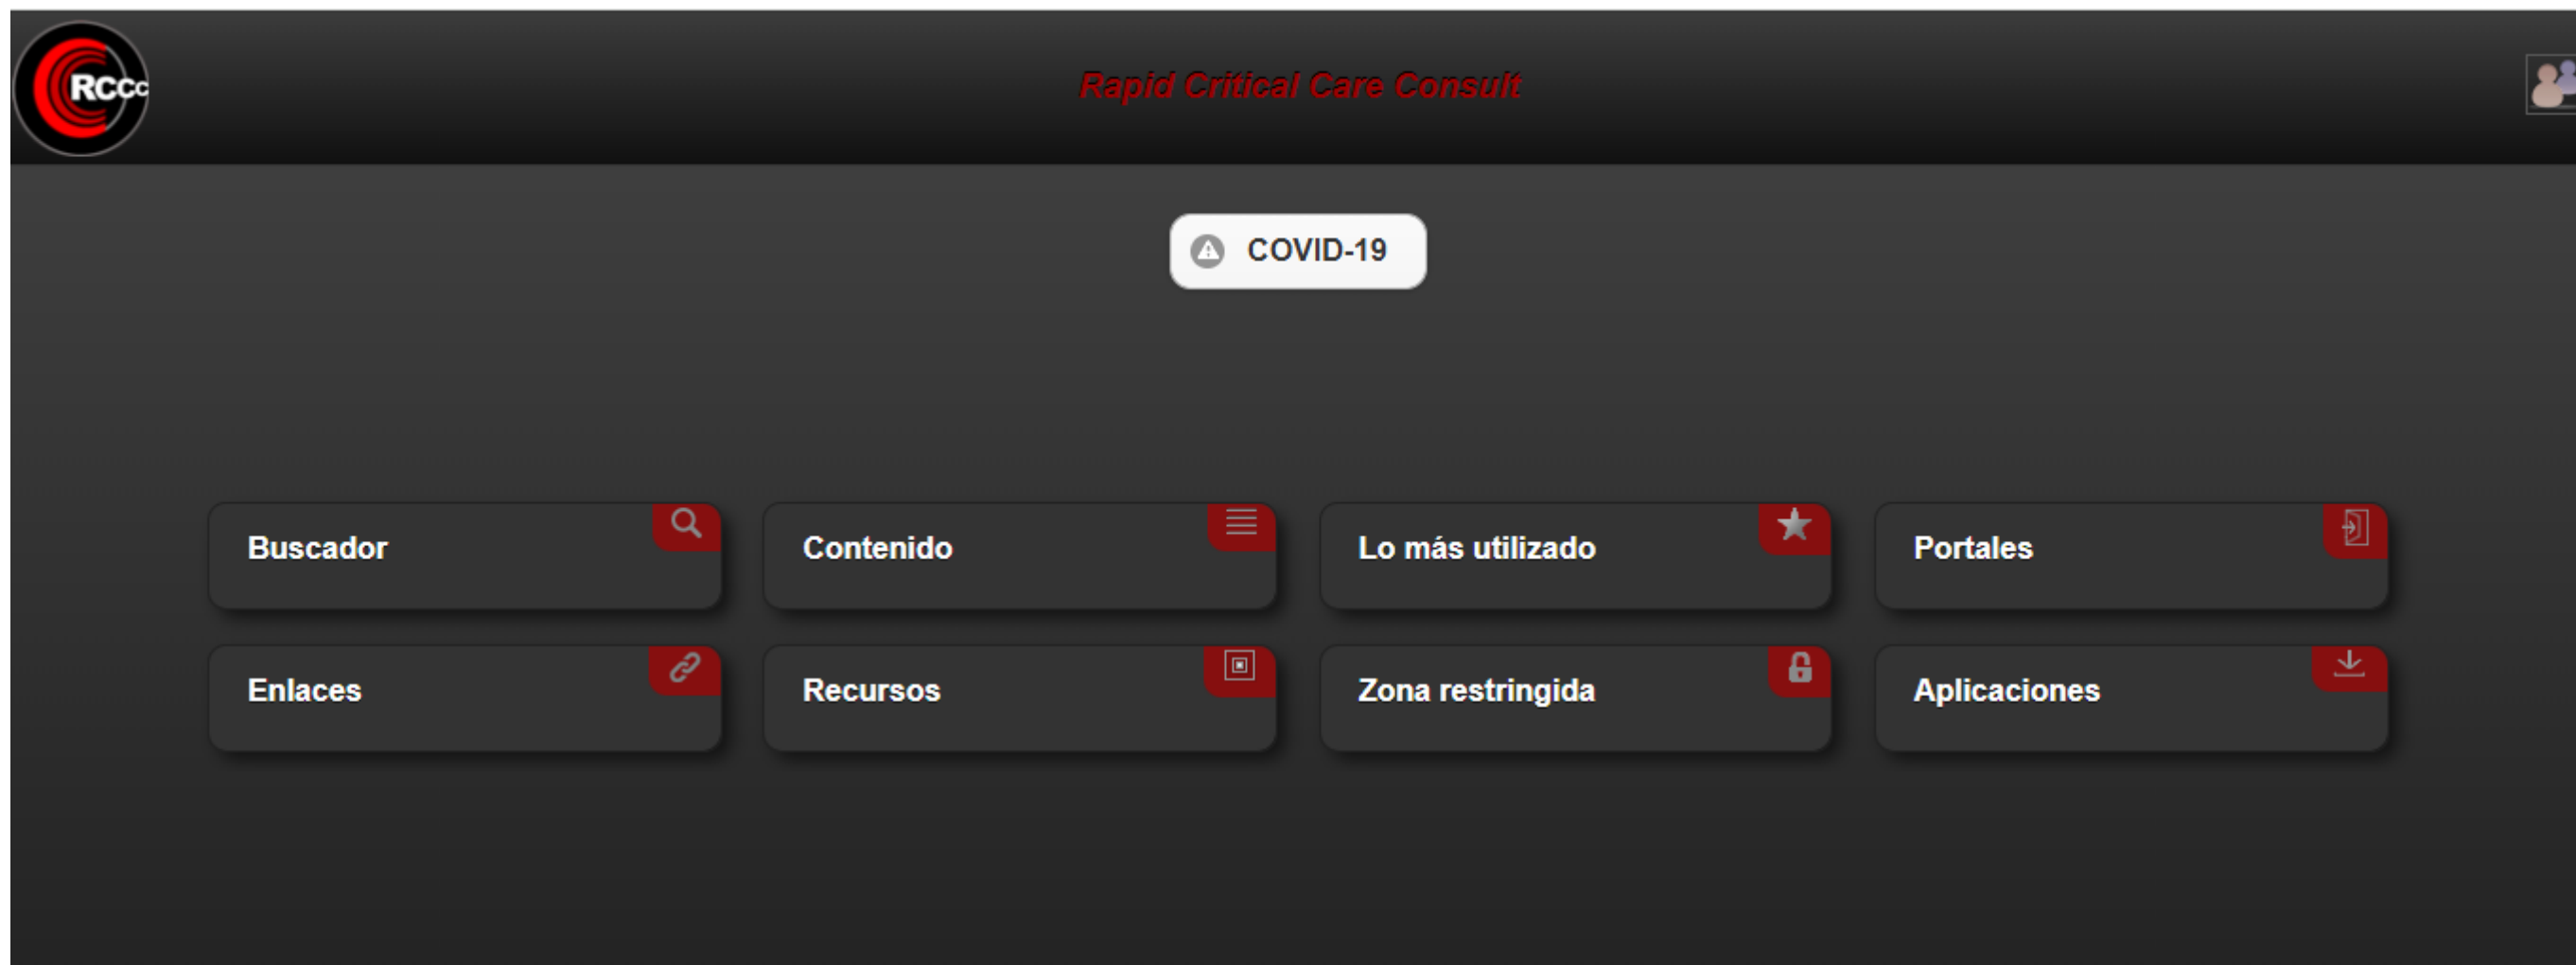 RCCC
Rapid Critical Care Consult
COVID-19
Buscador
Contenido
Lo más utilizado
Portales
Enlaces
Recursos
Zona restringida
Aplicaciones